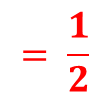 = 1/2